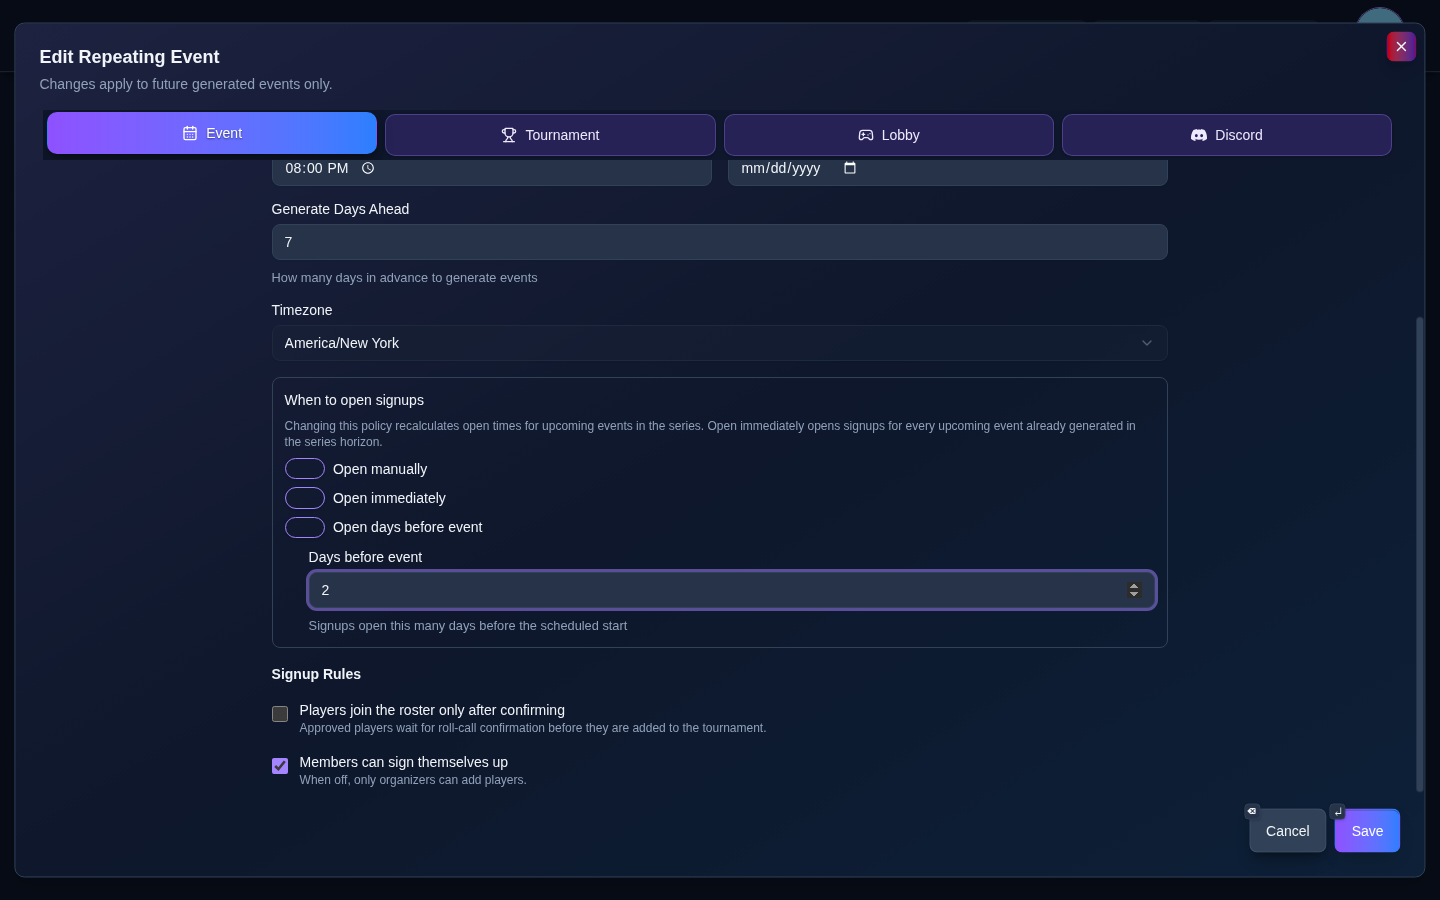 Edit Repeating Event
Changes apply to future generated events only.
Event
Tournament
Lobby
Discord
08:00 PM
mm/dd/yyyy
Generate Days Ahead
7
How many days in advance to generate events
Timezone
America/New York
When to open signups
Changing this policy recalculates open times for upcoming events in the series. Open immediately opens signups for every upcoming event already generated in
the series horizon.
Open manually
Open immediately
Open days before event
Days before event
2
Signups open this many days before the scheduled start
Signup Rules
Players join the roster only after confirming
Approved players wait for roll-call confirmation before they are added to the tournament.
Members can sign themselves up
When off, only organizers can add players.
Cancel
Save